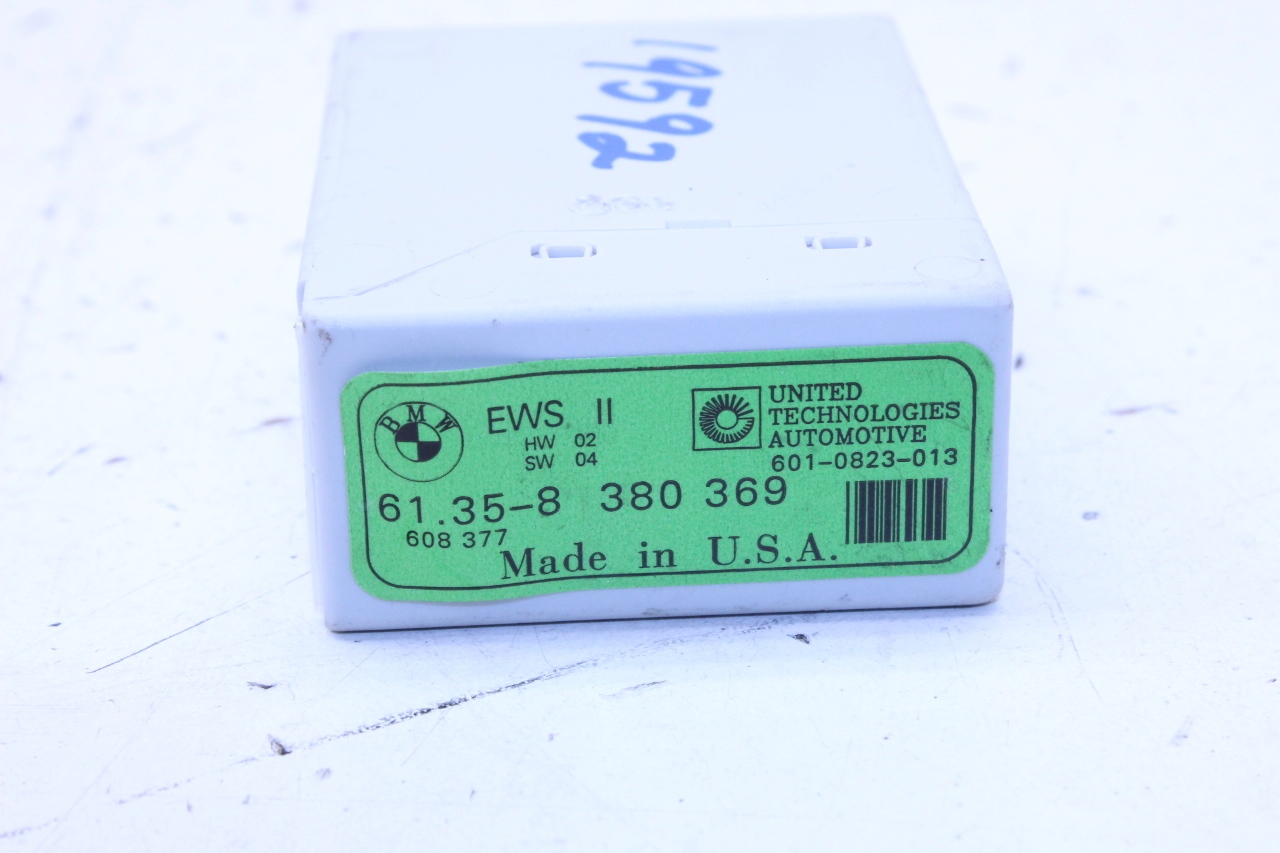 19592
BMW
EWS II
HW 02
SW 04
UNITED
TECHNOLOGIES
AUTOMOTIVE
601-0823-013
61.35-8 380 369
608 377
Made in U.S.A.